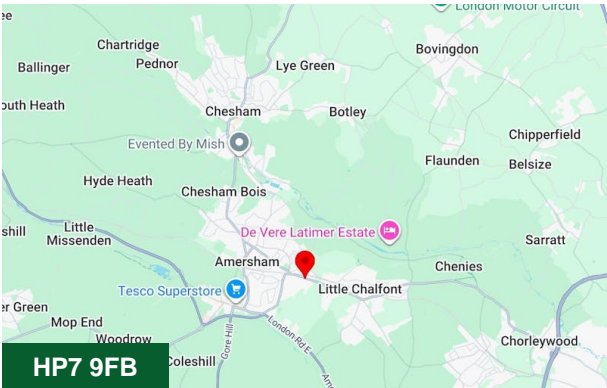 London Motor Circuit
ee
Chartridge
Bovingdon
Pednor
Lye Green
Ballinger
outh Heath
Chesham
Botley
Chipperfield
Evented By Mish
Flaunden
Belsize
Hyde Heath
Chesham Bois
shill
Little
Missenden
De Vere Latimer Estate
Sarratt
Amersham
Chenies
Tesco Superstore
Little Chalfont
er Green
Mop End
Woodrow
London Rd E
Gore Hill
Chorleywood
Coleshill
Am
HP7 9FB